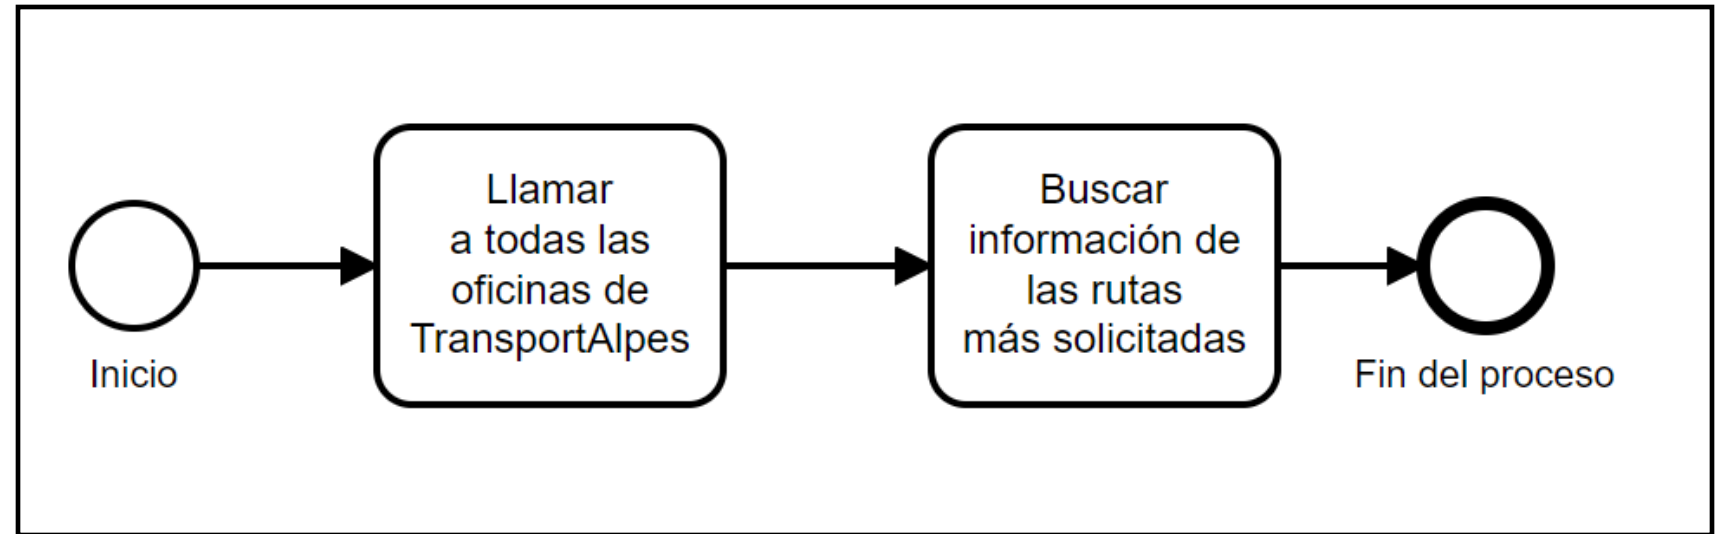 Inicio
Llamar
a todas las
oficinas de
TransportAlpes
Buscar
información de
las rutas
más solicitadas
Fin del proceso